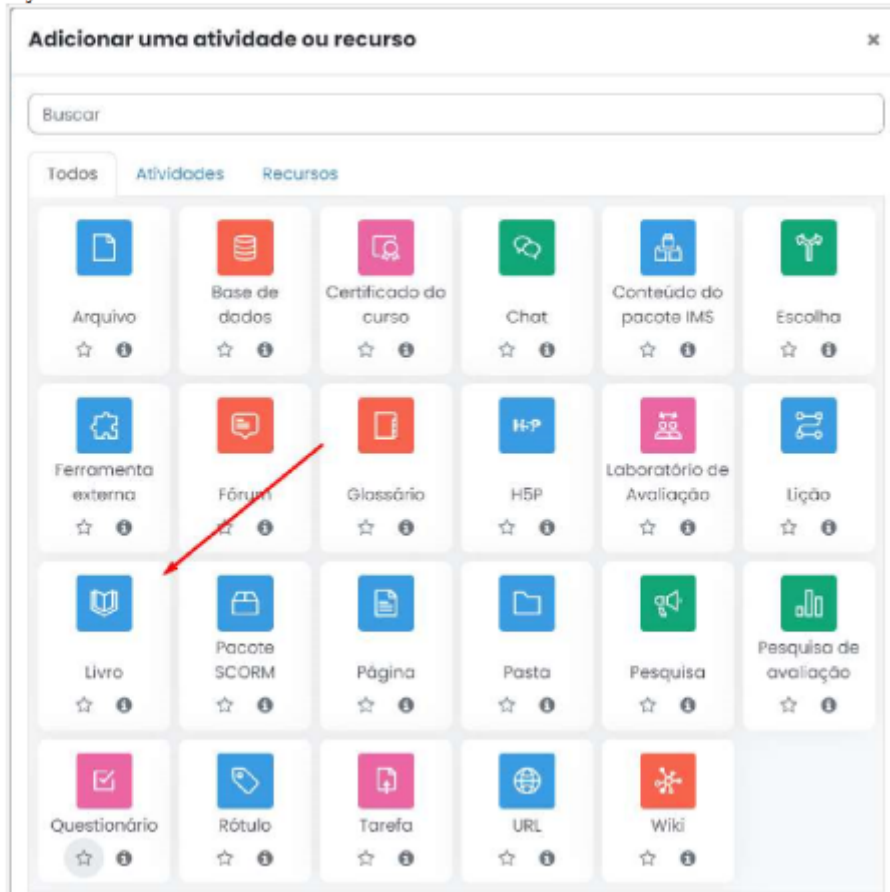 Adicionar uma atividade ou recurso
Buscar
Todos Atividades Recursos
Arquivo
Base de
dados
Certificado do
curso
Chat
Conteúdo do
pacote IMS
Escolha
Ferramenta
externa
Fórum
Glossário
H5P
H5P
Laboratório de
Avaliação
Lição
Livro
Pacote
SCORM
Página
Pasta
Pesquisa
Pesquisa de
avaliação
Questionário
Rótulo
Tarefa
URL
Wiki